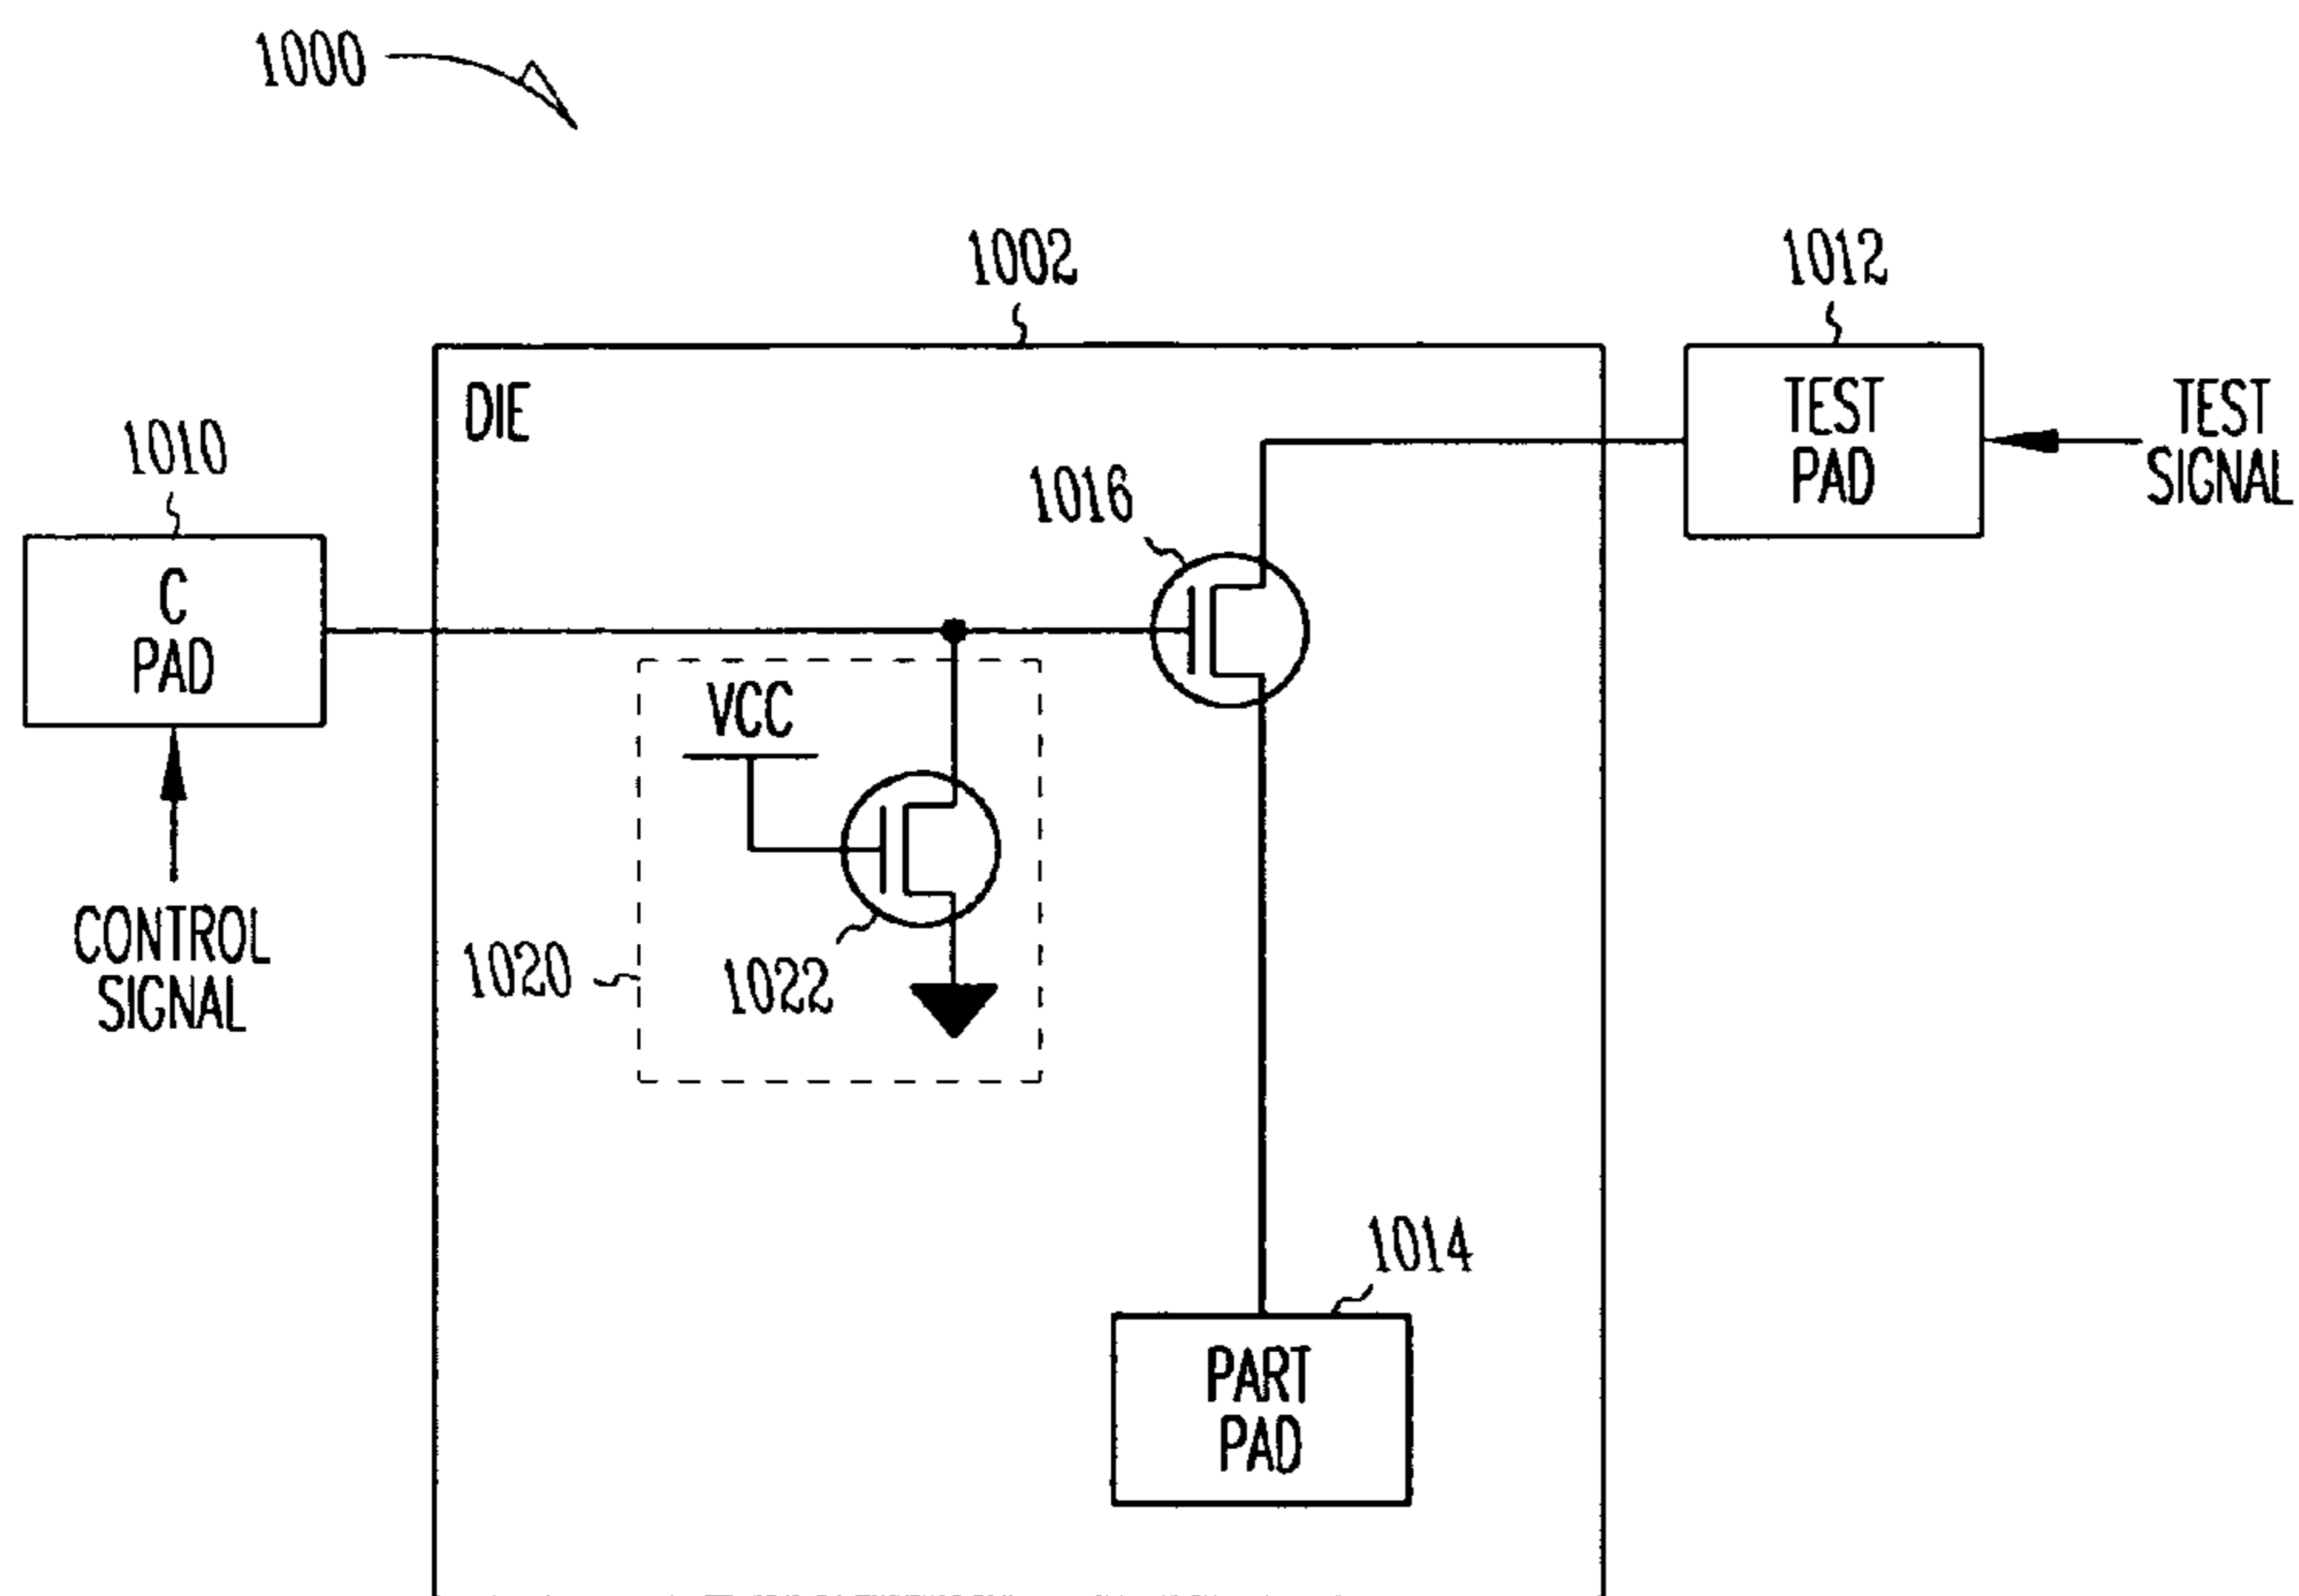 1000
1002
1012
DIE
TEST
PAD
TEST
SIGNAL
1010
1016
C
PAD
VCC
CONTROL
SIGNAL
1020
1022
1014
PART
PAD